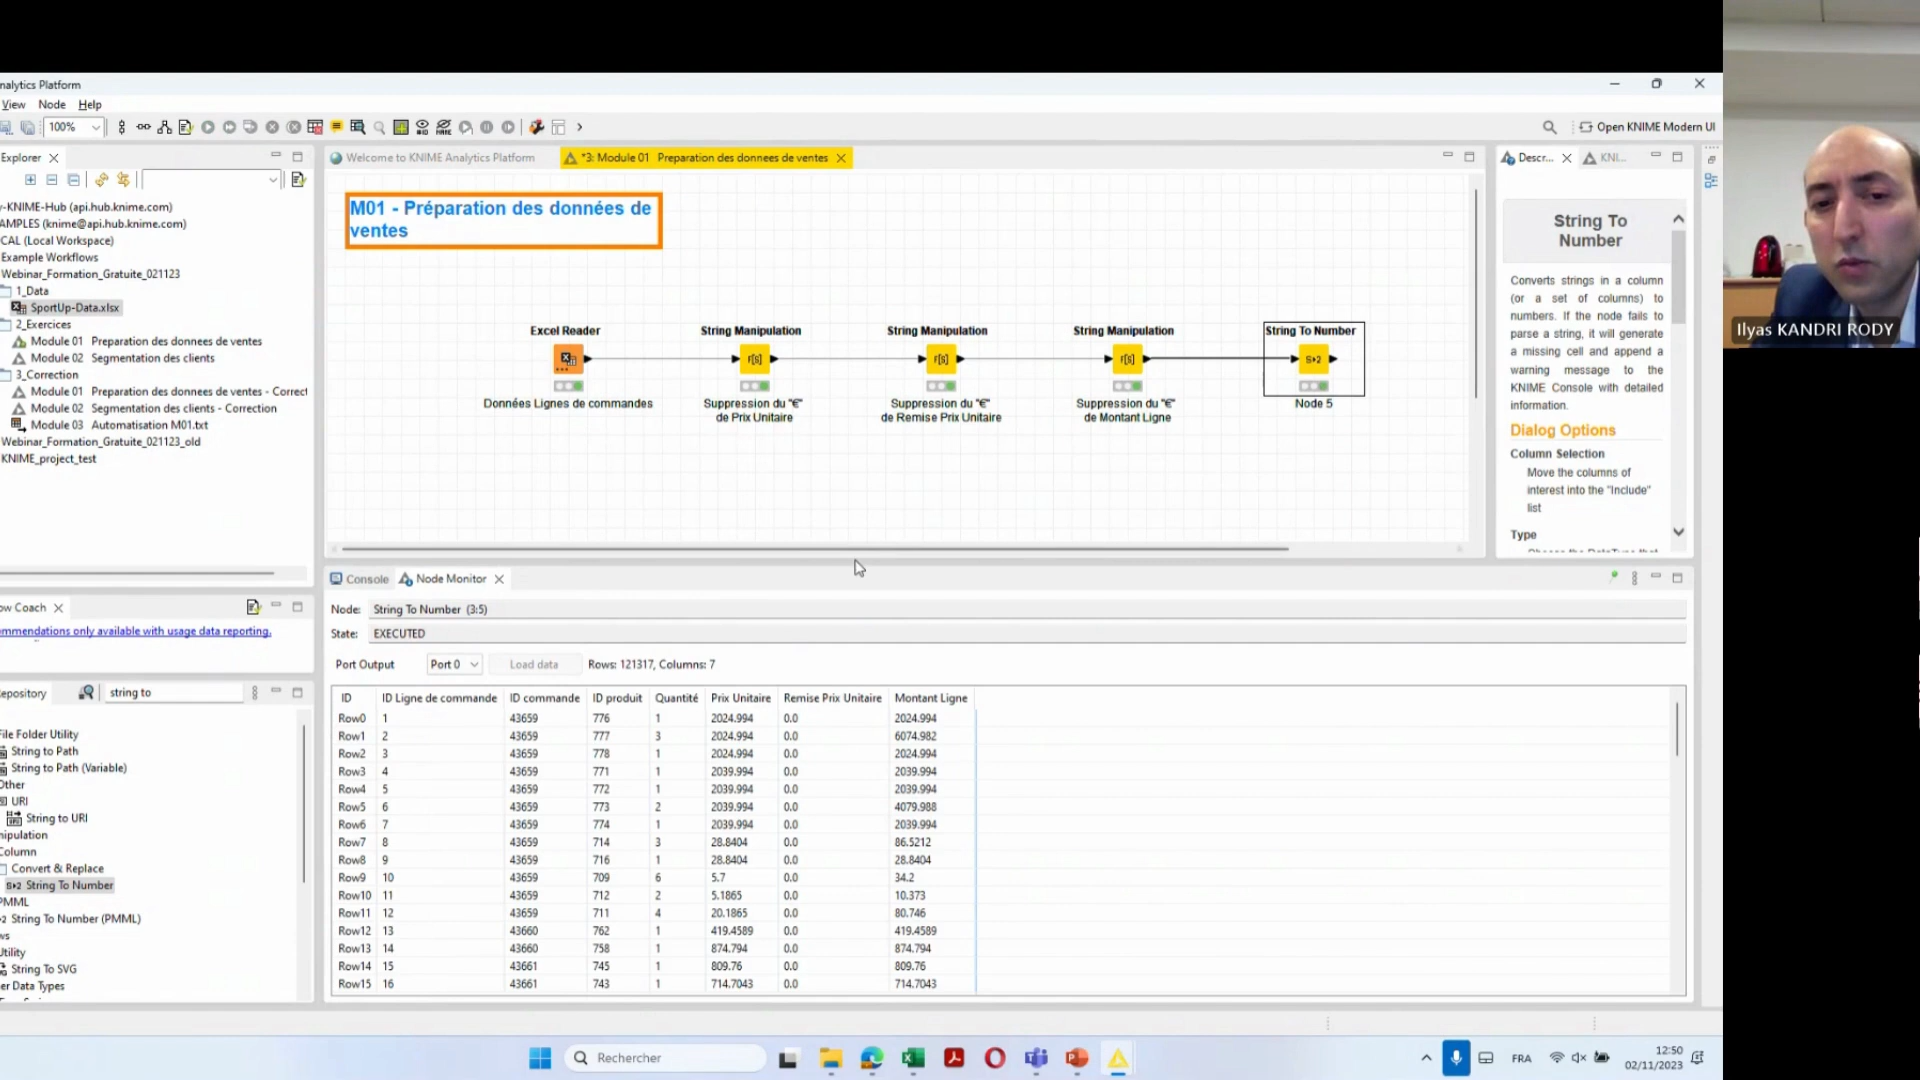 nalytics Platform
View Node Help
100%
Open KNIME Modern UI
Explorer
Welcome to KNIME Analytics Platform
*3: Module 01 Preparation des donnees de ventes
Descr...
KNI...
y-KNIME-Hub (api.hub.knime.com)
AMPLES (knime@api.hub.knime.com)
CAL (Local Workspace)
Example Workflows
Webinar_Formation_Gratuite_021123
1_Data
SportUp-Data.xlsx
2_Exercices
Module 01 Preparation des donnees de ventes
Module 02 Segmentation des clients
3_Correction
Module 01 Preparation des donnees de ventes - Correct
Module 02 Segmentation des clients - Correction
Module 03 Automatisation M01.txt
Webinar_Formation_Gratuite_021123_old
KNIME_project_test
M01 - Préparation des données de
ventes
Excel Reader
Données Lignes de commandes
String Manipulation
Suppression du "€"
de Prix Unitaire
String Manipulation
Suppression du "€"
de Remise Prix Unitaire
String Manipulation
Suppression du "€"
de Montant Ligne
String To Number
S▸2
Node 5
String To
Number
Converts strings in a column
(or a set of columns) to
numbers. If the node fails to
parse a string, it will generate
a missing cell and append a
warning message to the
KNIME Console with detailed
information.
Dialog Options
Column Selection
Move the columns of
interest into the "Include"
list
Type
Ilyas KANDRI RODY
ow Coach
ommendations only available with usage data reporting.
epository
string to
File Folder Utility
String to Path
String to Path (Variable)
Other
URI
String to URI
nipulation
Column
Convert & Replace
String To Number
PMML
String To Number (PMML)
ws
Utility
String To SVG
er Data Types
Console
Node Monitor
Node: String To Number (3:5)
State: EXECUTED
Port Output Port 0 Load data Rows: 121317, Columns: 7
ID ID Ligne de commande ID commande ID produit Quantité Prix Unitaire Remise Prix Unitaire Montant Ligne
Row0 1 43659 776 1 2024.994 0.0 2024.994
Row1 2 43659 777 3 2024.994 0.0 6074.982
Row2 3 43659 778 1 2024.994 0.0 2024.994
Row3 4 43659 771 1 2039.994 0.0 2039.994
Row4 5 43659 772 1 2039.994 0.0 2039.994
Row5 6 43659 773 2 2039.994 0.0 4079.988
Row6 7 43659 774 1 2039.994 0.0 2039.994
Row7 8 43659 714 3 28.8404 0.0 86.5212
Row8 9 43659 716 1 28.8404 0.0 28.8404
Row9 10 43659 709 6 5.7 0.0 34.2
Row10 11 43659 712 2 5.1865 0.0 10.373
Row11 12 43659 711 4 20.1865 0.0 80.746
Row12 13 43660 762 1 419.4589 0.0 419.4589
Row13 14 43660 758 1 874.794 0.0 874.794
Row14 15 43661 745 1 809.76 0.0 809.76
Row15 16 43661 743 1 714.7043 0.0 714.7043
Rechercher
FRA
12:50
02/11/2023